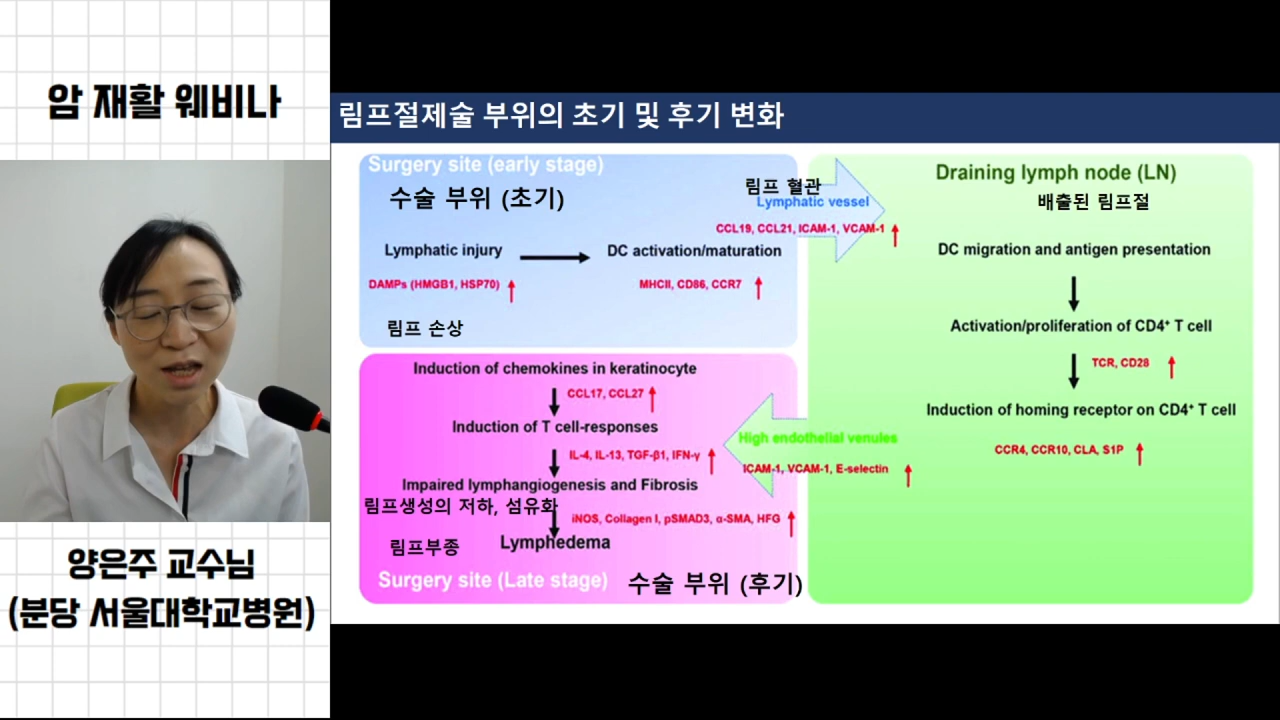 암 재활 웨비나
양은주 교수님
(분당 서울대학교병원)
림프절제술 부위의 초기 및 후기 변화
Surgery site (early stage)
수술 부위 (초기)
Lymphatic injury
DAMPs (HMGB1, HSP70)
림프 손상
DC activation/maturation
MHCII, CD86, CCR7
림프 혈관
Lymphatic vessel
CCL19, CCL21, ICAM-1, VCAM-1
Draining lymph node (LN)
배출된 림프절
DC migration and antigen presentation
Activation/proliferation of CD4⁺ T cell
TCR, CD28
Induction of homing receptor on CD4⁺ T cell
CCR4, CCR10, CLA, S1P
High endothelial venules
ICAM-1, VCAM-1, E-selectin
Induction of chemokines in keratinocyte
CCL17, CCL27
Induction of T cell-responses
IL-4, IL-13, TGF-β1, IFN-γ
Impaired lymphangiogenesis and Fibrosis
림프생성의 저하, 섬유화
iNOS, Collagen I, pSMAD3, α-SMA, HFG
림프부종
Lymphedema
Surgery site (Late stage)
수술 부위 (후기)